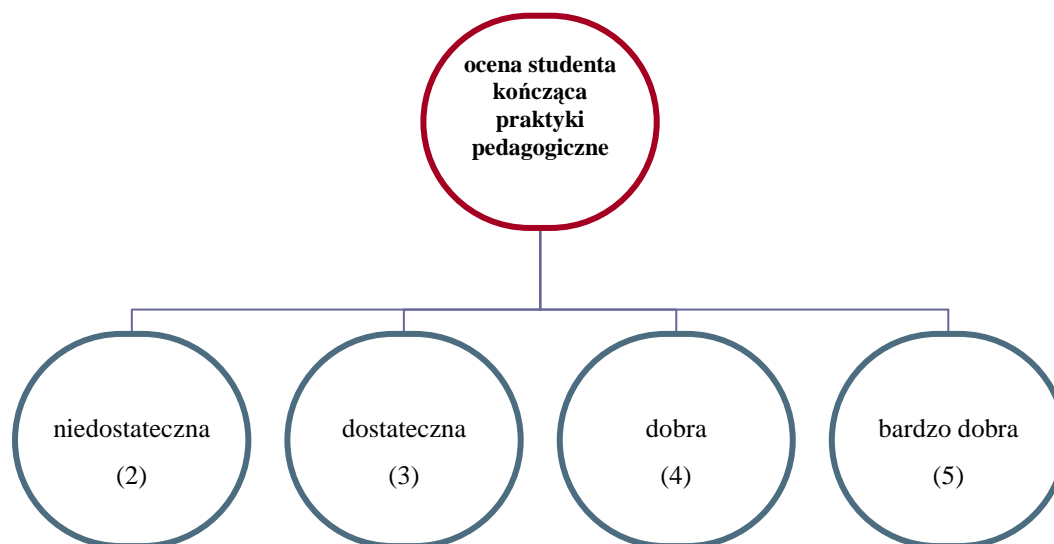 ocena studenta
kończąca
praktyki
pedagogiczne
niedostateczna
(2)
dostateczna
(3)
dobra
(4)
bardzo dobra
(5)